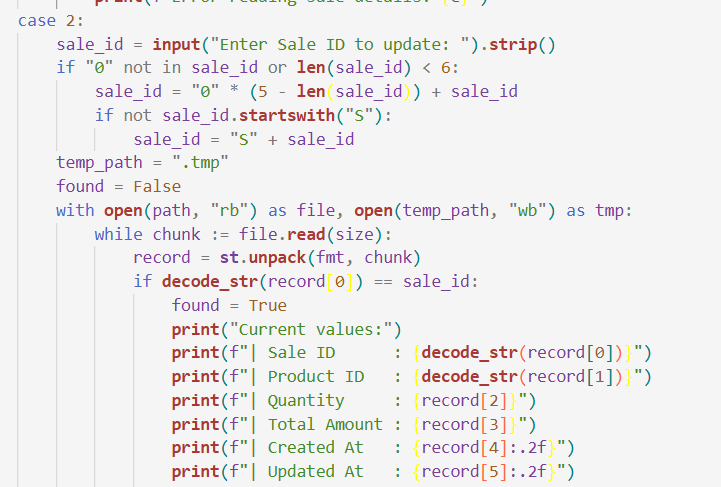 print(f"Error reading sale details: {e}")
case 2:
sale_id = input("Enter Sale ID to update: ").strip()
if "0" not in sale_id or len(sale_id) < 6:
sale_id = "0" * (5 - len(sale_id)) + sale_id
if not sale_id.startswith("S"):
sale_id = "S" + sale_id
temp_path = ".tmp"
found = False
with open(path, "rb") as file, open(temp_path, "wb") as tmp:
while chunk := file.read(size):
record = st.unpack(fmt, chunk)
if decode_str(record[0]) == sale_id:
found = True
print("Current values:")
print(f"| Sale ID      : {decode_str(record[0])}")
print(f"| Product ID   : {decode_str(record[1])}")
print(f"| Quantity     : {record[2]}")
print(f"| Total Amount : {record[3]}")
print(f"| Created At   : {record[4]:.2f}")
print(f"| Updated At   : {record[5]:.2f}")